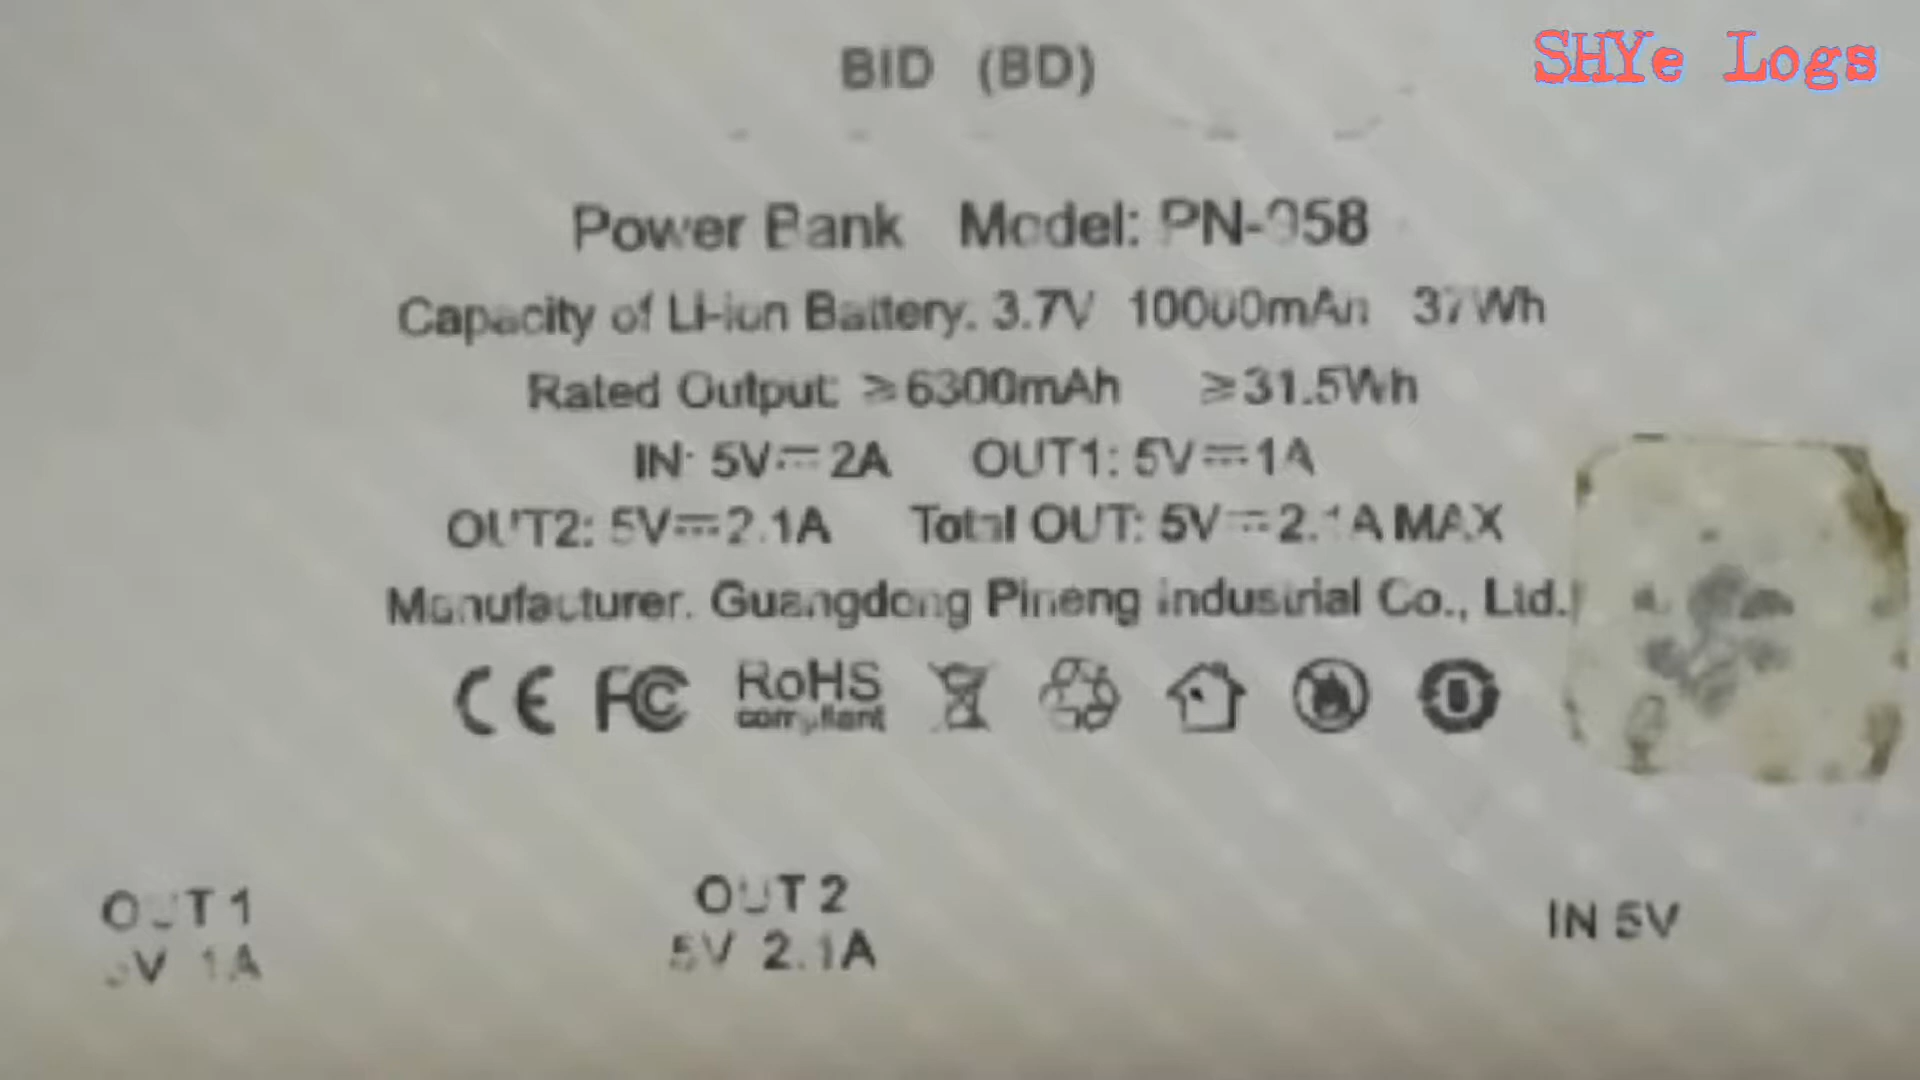 SHYe Logs
BID (BD)
Power Bank Model: PN-958
Capacity of Li-ion Battery: 3.7V 10000mAh 37Wh
Rated Output: ≥6300mAh ≥31.5Wh
IN: 5V⎓2A OUT1: 5V⎓1A
OUT2: 5V⎓2.1A Total OUT: 5V⎓2.1A MAX
Manufacturer: Guangdong Pineng Industrial Co., Ltd.
CE FC RoHS
compliant
OUT 1
5V 1A
OUT 2
5V 2.1A
IN 5V